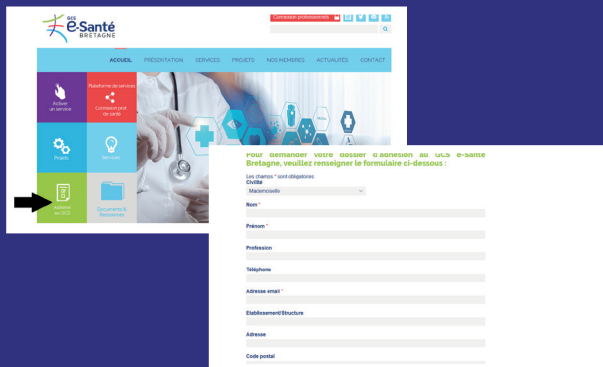 GCS
e-Santé
BRETAGNE
Connexion professionnels
ACCUEIL PRÉSENTATION SERVICES PROJETS NOS MEMBRES ACTUALITÉS CONTACT
Activer
un service
Plateforme de services
Connexion prof
de santé
Projets
Services
Adhérer
au GCS
Documents &
Ressources
Pour demander votre dossier d'adhésion au GCS e-Santé
Bretagne, veuillez renseigner le formulaire ci-dessous :
Les champs * sont obligatoires
Civilité
Mademoiselle
Nom *
Prénom *
Profession
Téléphone
Adresse email *
Etablissement/Structure
Adresse
Code postal